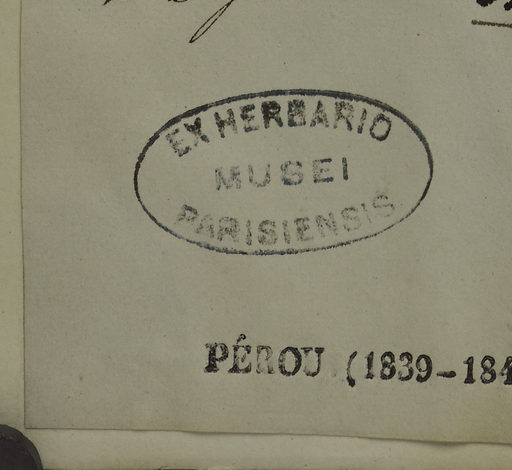 EX HERBARIO
MUSEI
PARISIENSIS
PÉROU (1839-184